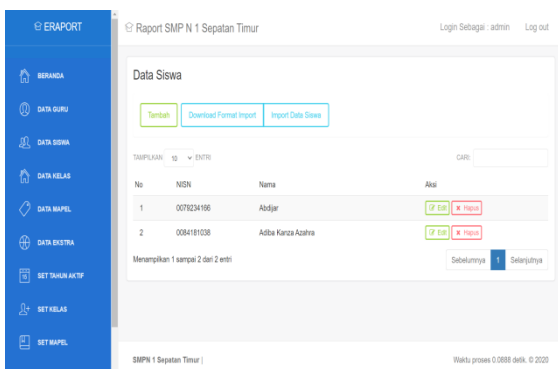 ERAPORT
BERANDA
DATA GURU
DATA SISWA
DATA KELAS
DATA MAPEL
DATA EKSTRA
SET TAHUN AKTIF
SET KELAS
SET MAPEL
Raport SMP N 1 Sepatan Timur Login Sebagai : admin Log out
Data Siswa
Tambah Download Format Import Import Data Siswa
TAMPILKAN 10 ENTRI CARI:
No NISN Nama Aksi
1 0079234166 Abdijar Edit Hapus
2 0084181038 Adiba Kanza Azahra Edit Hapus
Menampilkan 1 sampai 2 dari 2 entri Sebelumnya 1 Selanjutnya
SMPN 1 Sepatan Timur | Waktu proses 0.0888 detik. © 2020